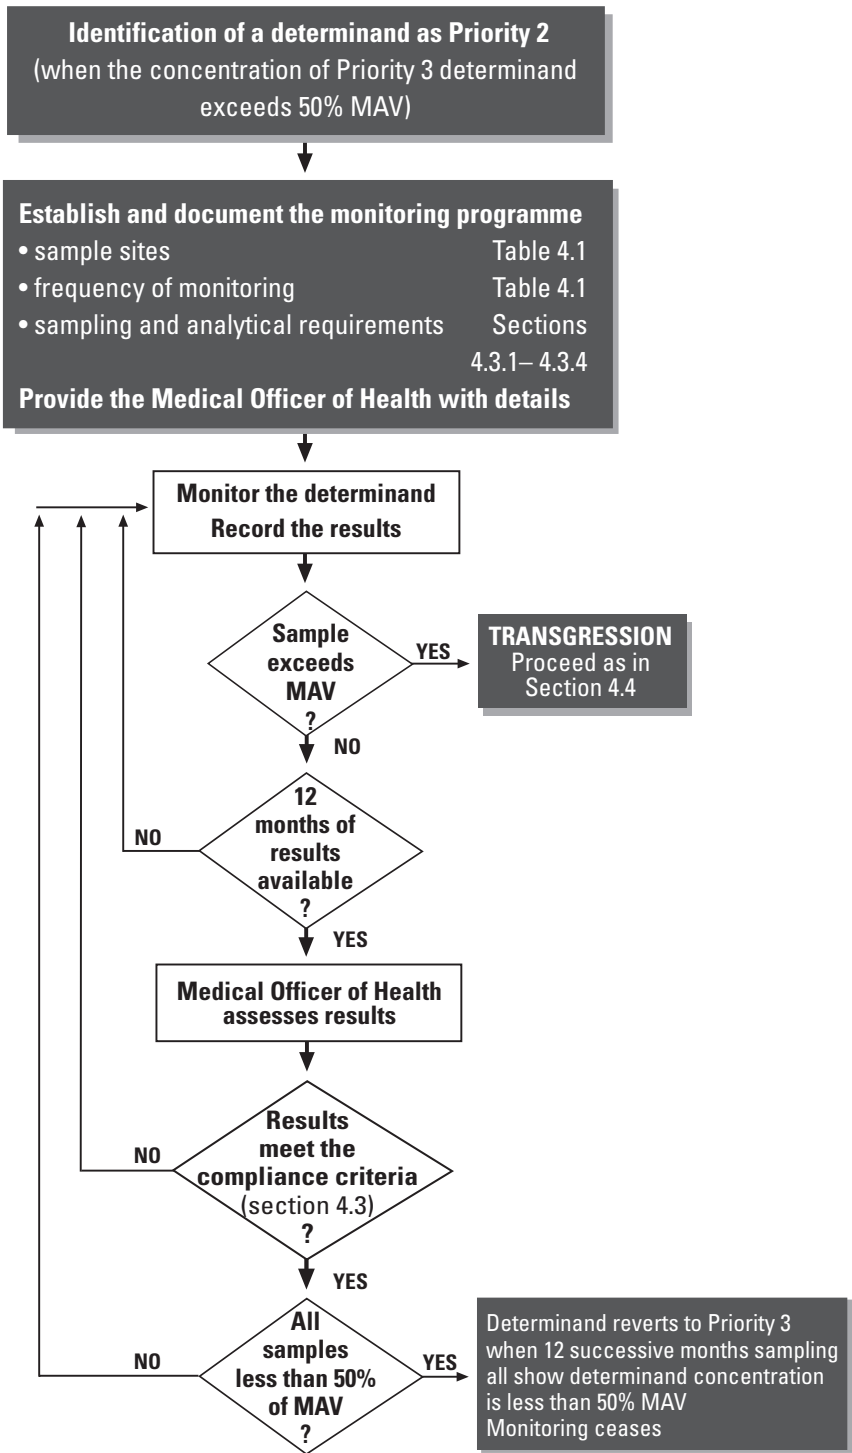 Identification of a determinand as Priority 2
(when the concentration of Priority 3 determinand
exceeds 50% MAV)
Establish and document the monitoring programme
• sample sites Table 4.1
• frequency of monitoring Table 4.1
• sampling and analytical requirements Sections
4.3.1– 4.3.4
Provide the Medical Officer of Health with details
Monitor the determinand
Record the results
Sample
exceeds
MAV
?
YES
TRANSGRESSION
Proceed as in
Section 4.4
NO
12
months of
results
available
?
NO
YES
Medical Officer of Health
assesses results
Results
meet the
compliance criteria
(section 4.3)
?
NO
YES
All
samples
less than 50%
of MAV
?
NO
YES
Determinand reverts to Priority 3
when 12 successive months sampling
all show determinand concentration
is less than 50% MAV
Monitoring ceases